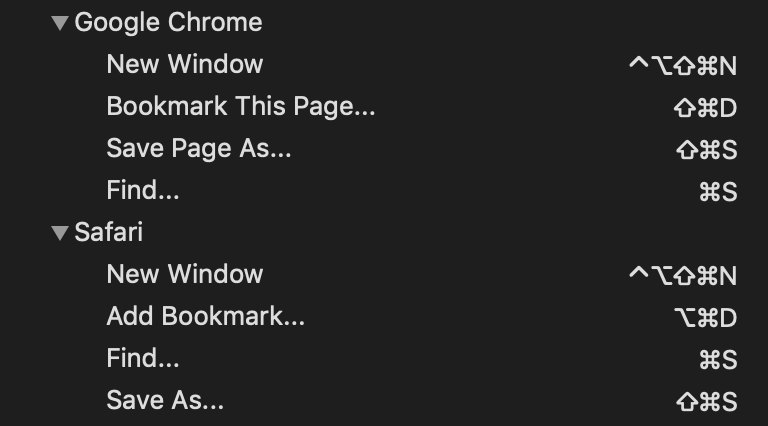 Google Chrome
New Window ^⌥⇧⌘N
Bookmark This Page... ⇧⌘D
Save Page As... ⇧⌘S
Find... ⌘S
Safari
New Window ^⌥⇧⌘N
Add Bookmark... ⌥⌘D
Find... ⌘S
Save As... ⇧⌘S